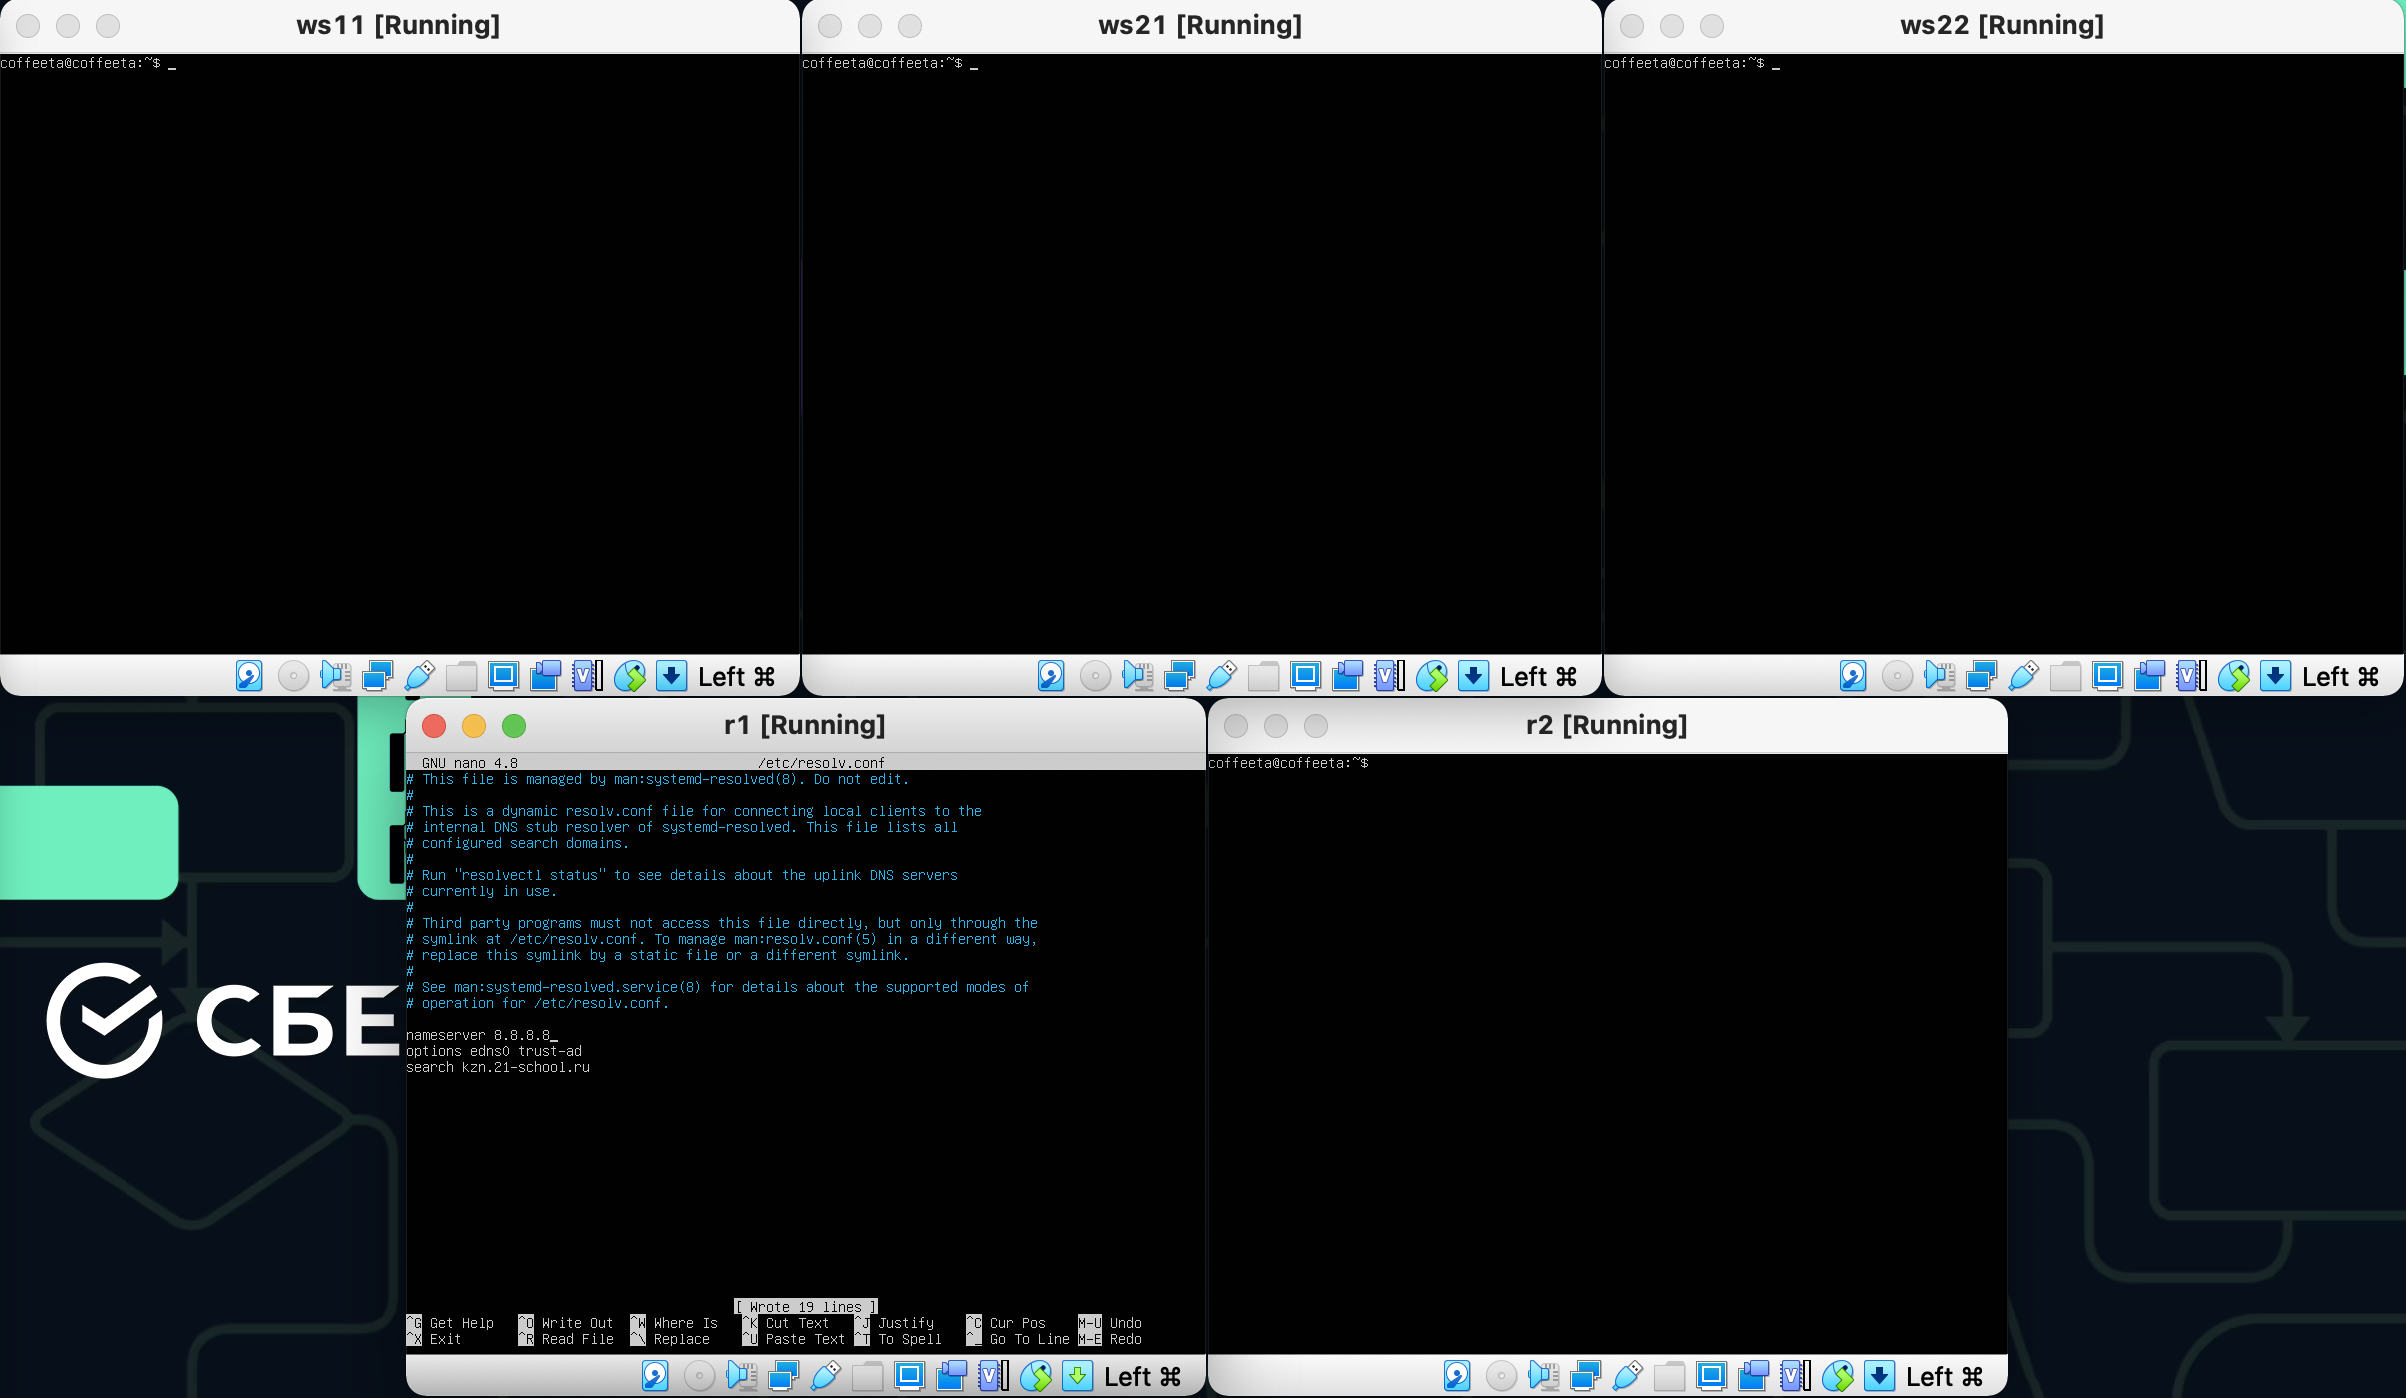 ws11 [Running]
coffeeta@coffeeta:~$ _
Left ⌘
ws21 [Running]
coffeeta@coffeeta:~$ _
Left ⌘
ws22 [Running]
coffeeta@coffeeta:~$ _
Left ⌘
СБЕ
r1 [Running]
GNU nano 4.8 /etc/resolv.conf
# This file is managed by man:systemd-resolved(8). Do not edit.
#
# This is a dynamic resolv.conf file for connecting local clients to the
# internal DNS stub resolver of systemd-resolved. This file lists all
# configured search domains.
#
# Run "resolvectl status" to see details about the uplink DNS servers
# currently in use.
#
# Third party programs must not access this file directly, but only through the
# symlink at /etc/resolv.conf. To manage man:resolv.conf(5) in a different way,
# replace this symlink by a static file or a different symlink.
#
# See man:systemd-resolved.service(8) for details about the supported modes of
# operation for /etc/resolv.conf.
nameserver 8.8.8.8_
options edns0 trust-ad
search kzn.21-school.ru
[ Wrote 19 lines ]
^G Get Help ^O Write Out ^W Where Is ^K Cut Text ^J Justify ^C Cur Pos M-U Undo
^X Exit ^R Read File ^\ Replace ^U Paste Text ^T To Spell ^_ Go To Line M-E Redo
Left ⌘
r2 [Running]
coffeeta@coffeeta:~$
Left ⌘